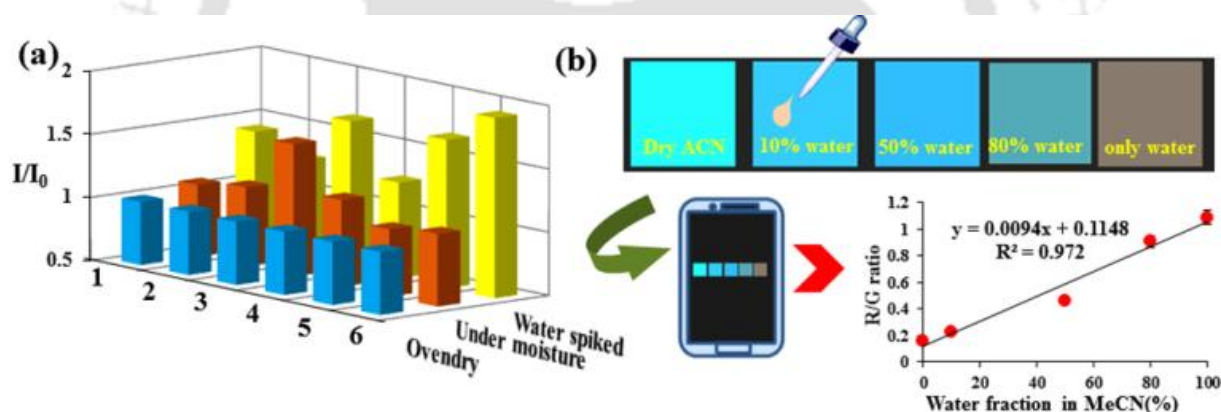 (a)
2
1.5
1
0.5
I/I₀
1
2
3
4
5
6
Ovendry
Under moisture
Water spiked
(b)
Dry ACN
10% water
50% water
80% water
only water
1.2
1
0.8
0.6
0.4
0.2
0
R/G ratio
y = 0.0094x + 0.1148
R² = 0.972
0 20 40 60 80 100
Water fraction in MeCN(%)